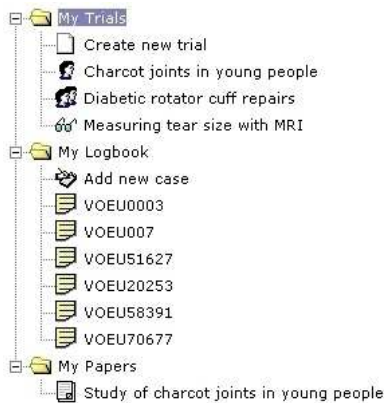 My Trials
Create new trial
Charcot joints in young people
Diabetic rotator cuff repairs
Measuring tear size with MRI
My Logbook
Add new case
VOEU0003
VOEU007
VOEU51627
VOEU20253
VOEU58391
VOEU70677
My Papers
Study of charcot joints in young people